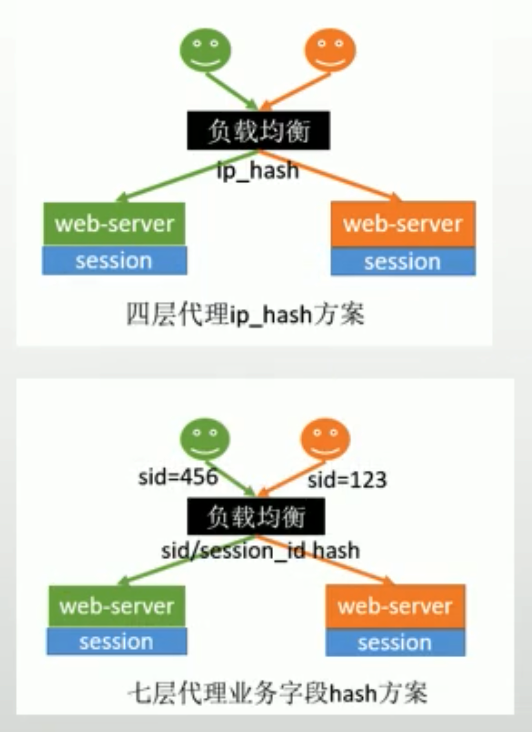 负载均衡
ip_hash
web-server web-server
session session
四层代理ip_hash方案
sid=456 sid=123
负载均衡
sid/session_id hash
web-server web-server
session session
七层代理业务字段hash方案